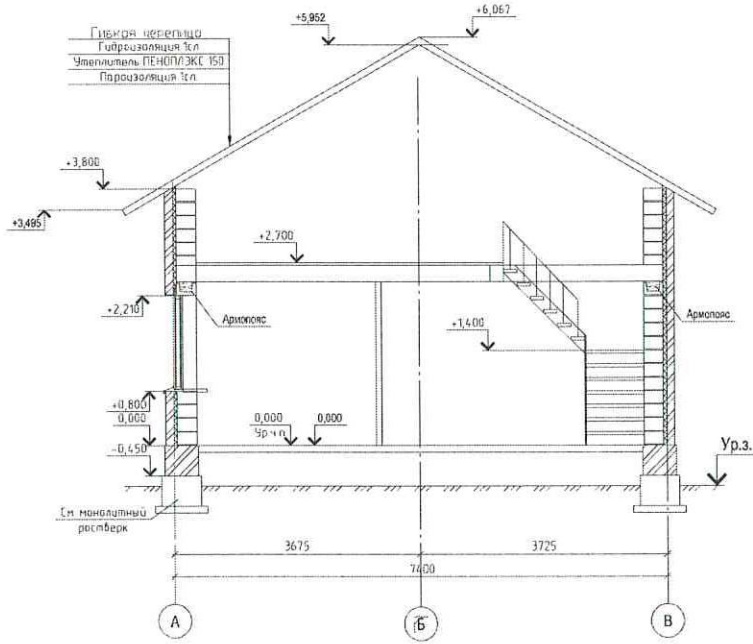 +5,952
+6,067
Гибкая черепица
Гидроизоляция 1сл
Утеплитель ПЕНОПЛЭКС 150
Пароизоляция 1сл.
+3,800
+3,495
+2,700
+2,210
Армопояс
Армопояс
+1,400
+0,800
0,000
0,000
0,000
Ур.ч.п.
-0,450
Ур.з.
См монолитный
ростверк
3675
3725
7400
А
Б
В